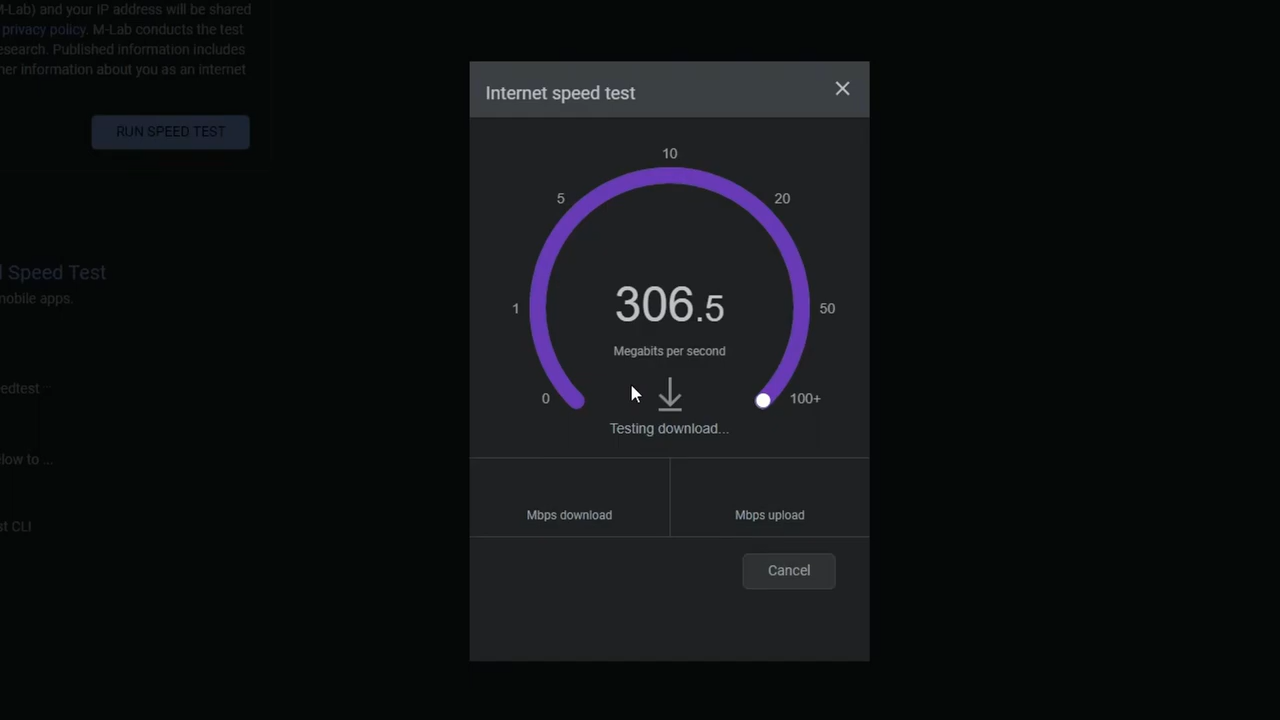 M-Lab) and your IP address will be shared
privacy policy. M-Lab conducts the test
esearch. Published information includes
her information about you as an internet
RUN SPEED TEST
Speed Test
mobile apps.
edtest
How to ...
st CLI
Internet speed test
10
5
20
1
306.5
50
Megabits per second
0
100+
Testing download...
Mbps download
Mbps upload
Cancel